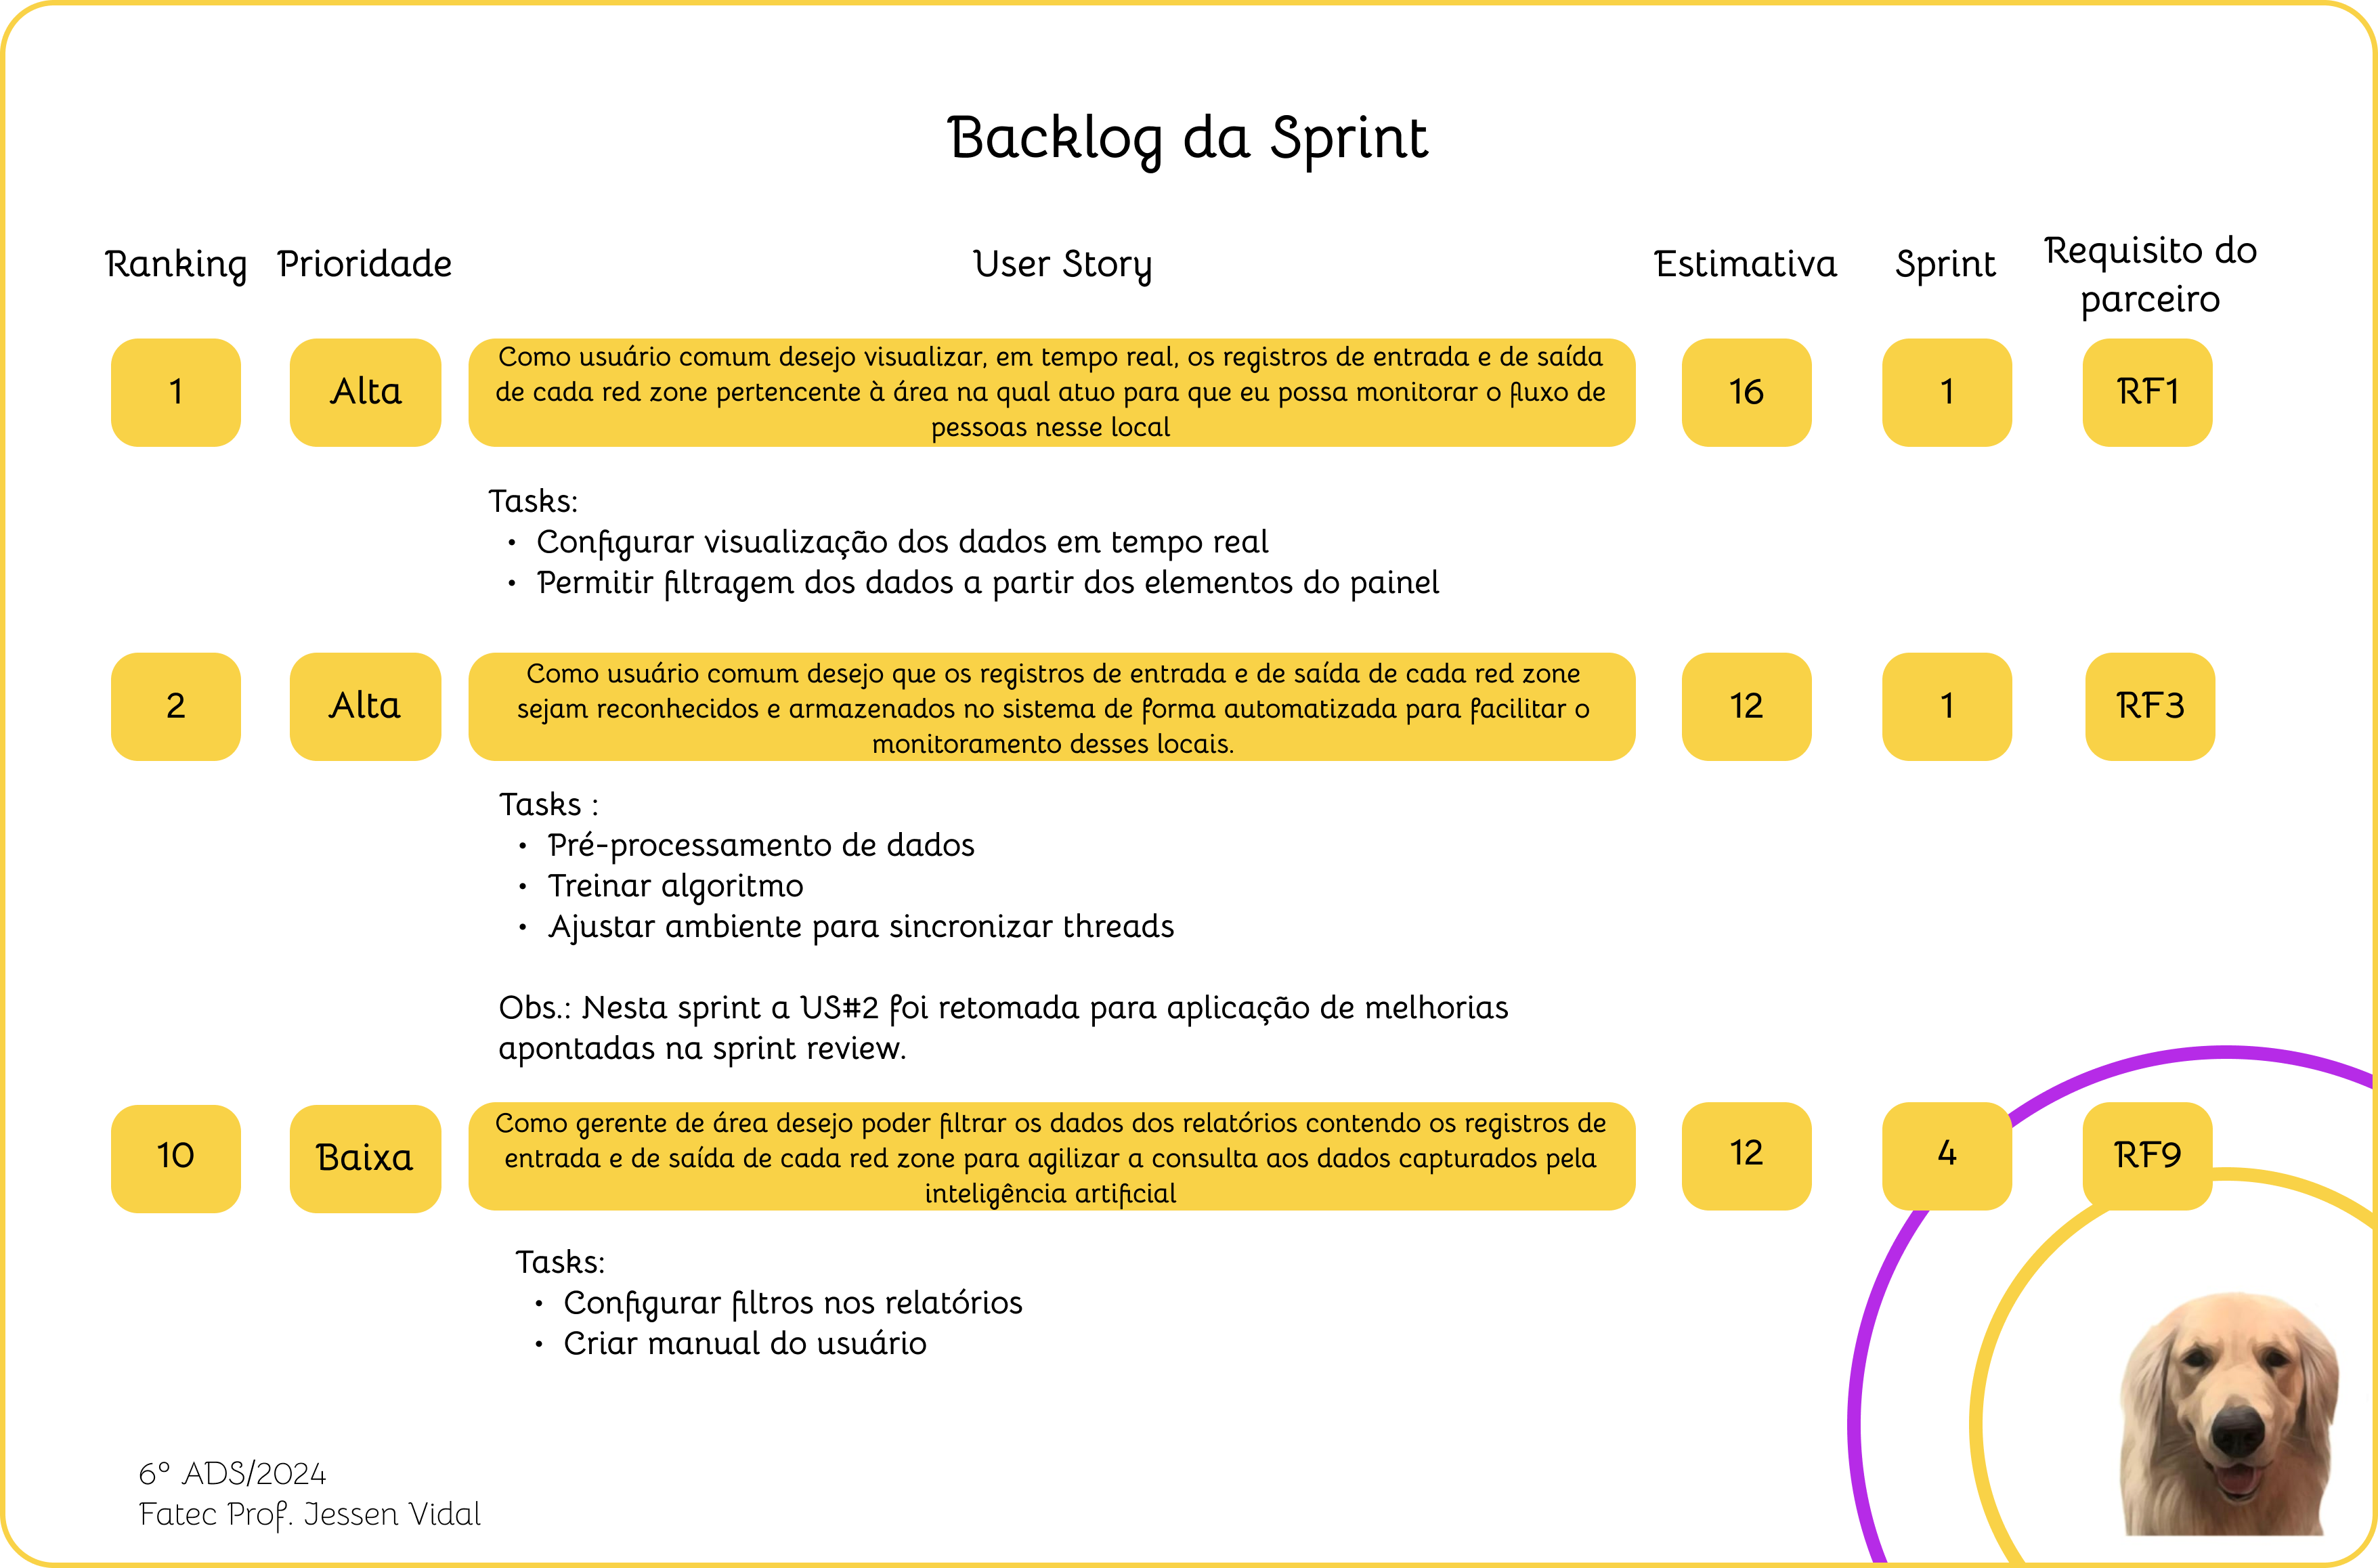 Backlog da Sprint
Ranking Prioridade User Story Estimativa Sprint Requisito do
parceiro
1 Alta Como usuário comum desejo visualizar, em tempo real, os registros de entrada e de saída
de cada red zone pertencente à área na qual atuo para que eu possa monitorar o fluxo de
pessoas nesse local
16 1 RF1
Tasks:
• Configurar visualização dos dados em tempo real
• Permitir filtragem dos dados a partir dos elementos do painel
2 Alta Como usuário comum desejo que os registros de entrada e de saída de cada red zone
sejam reconhecidos e armazenados no sistema de forma automatizada para facilitar o
monitoramento desses locais.
12 1 RF3
Tasks :
• Pré-processamento de dados
• Treinar algoritmo
• Ajustar ambiente para sincronizar threads
Obs.: Nesta sprint a US#2 foi retomada para aplicação de melhorias
apontadas na sprint review.
10 Baixa Como gerente de área desejo poder filtrar os dados dos relatórios contendo os registros de
entrada e de saída de cada red zone para agilizar a consulta aos dados capturados pela
inteligência artificial
12 4 RF9
Tasks:
• Configurar filtros nos relatórios
• Criar manual do usuário
6º ADS/2024
Fatec Prof. Jessen Vidal